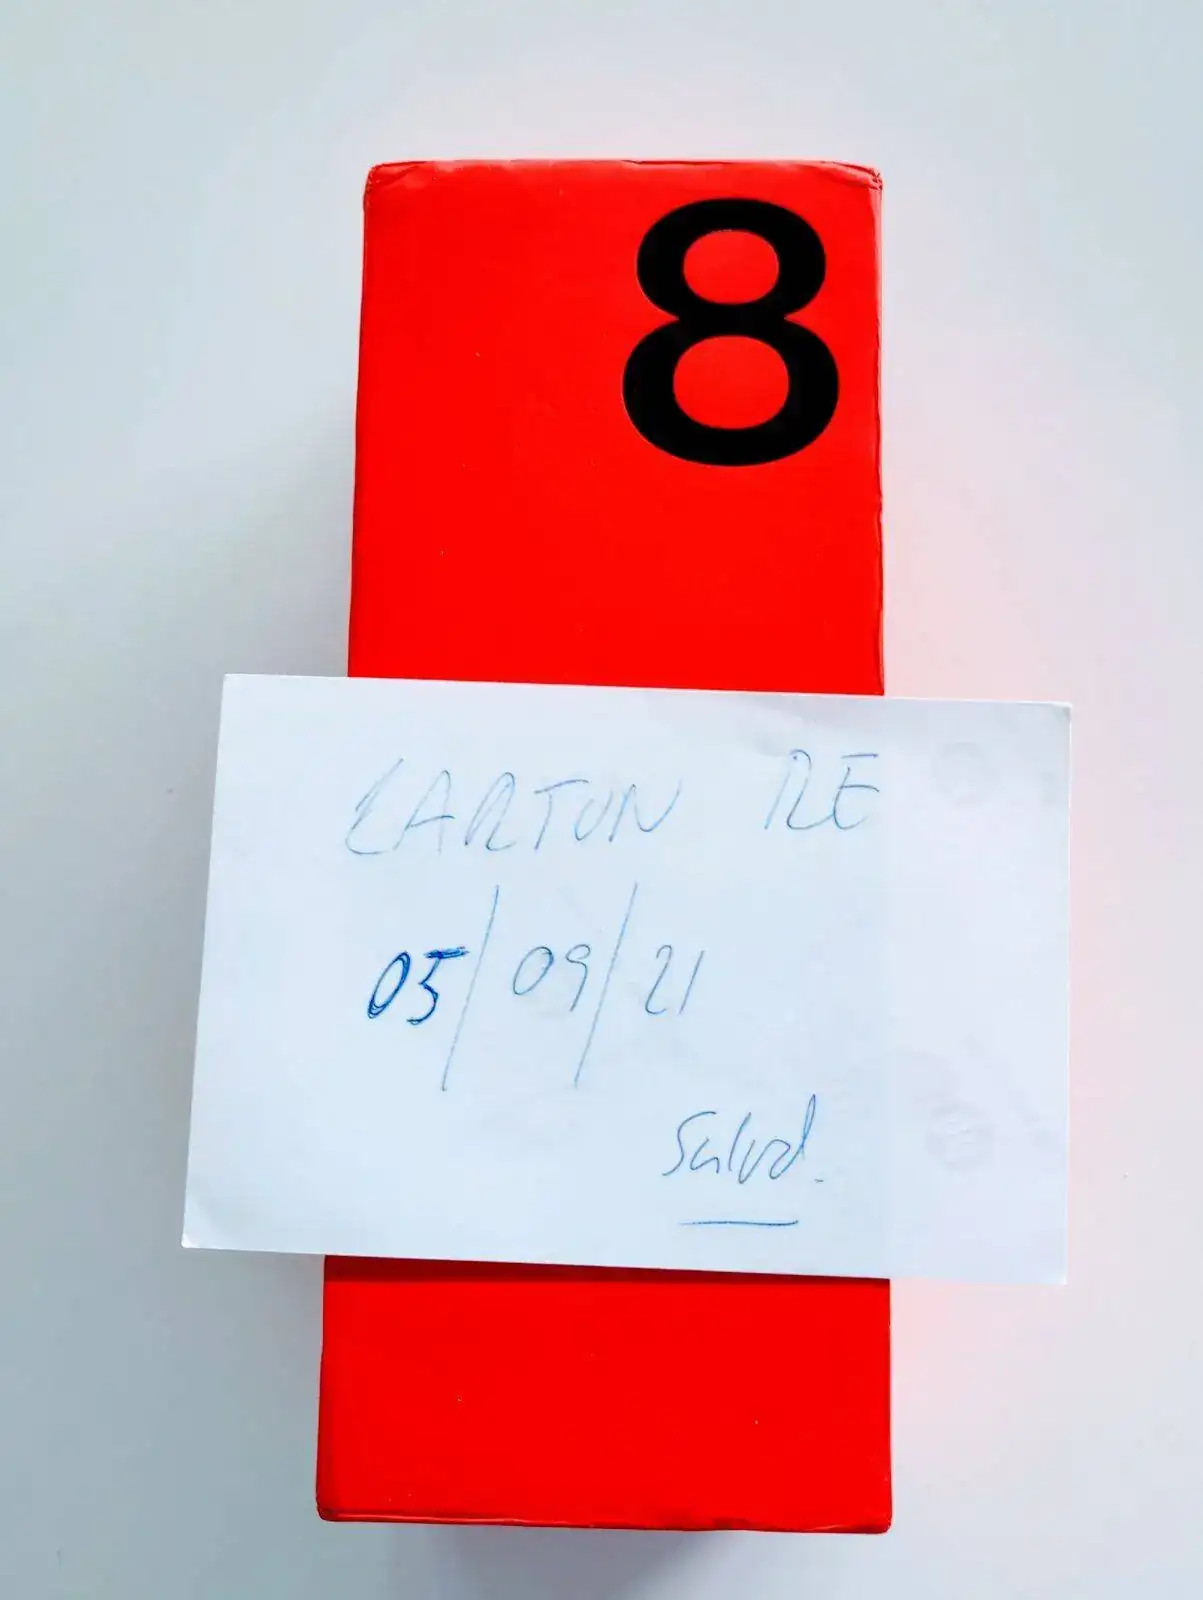 8
CARTON RE
05/09/21
Salud.